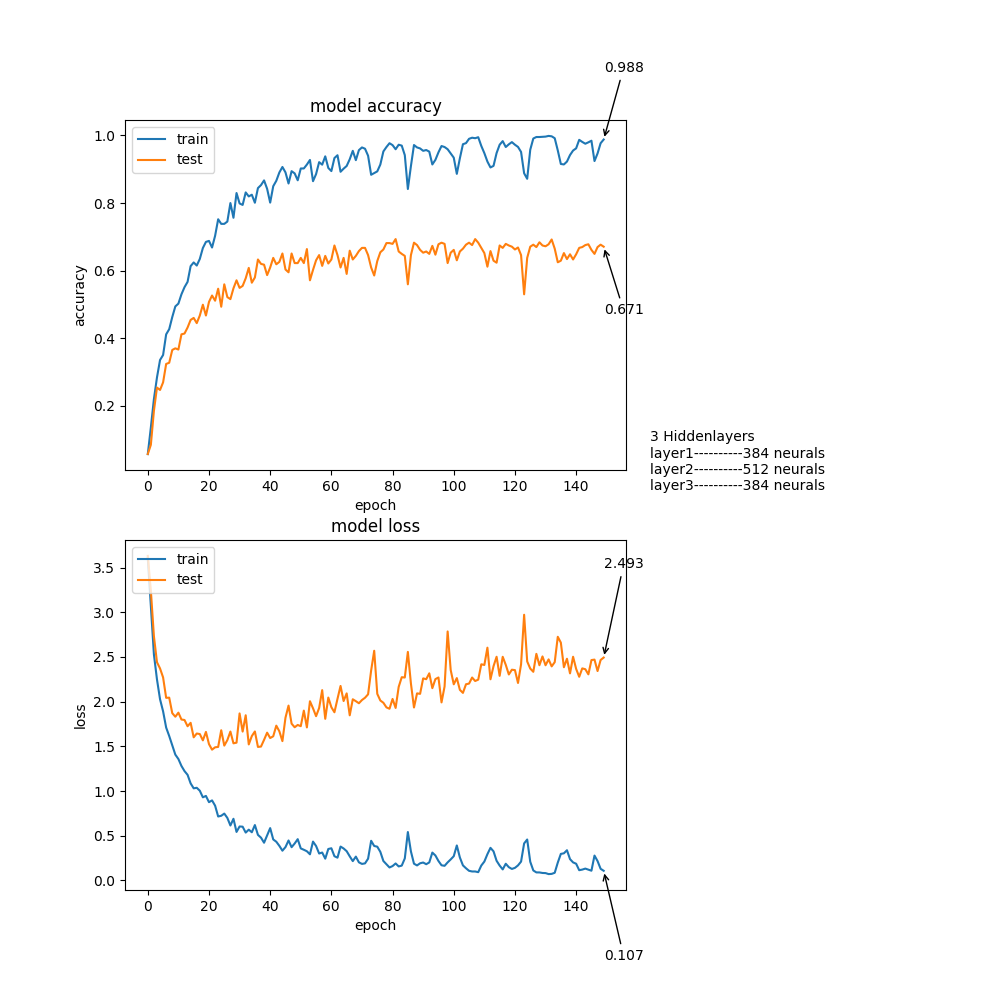 0.988
model accuracy
train
test
1.0
0.8
0.6
0.4
0.2
accuracy
0.671
0
20
40
60
80
100
120
140
epoch
3 Hiddenlayers
layer1----------384 neurals
layer2----------512 neurals
layer3----------384 neurals
model loss
train
test
2.493
3.5
3.0
2.5
2.0
1.5
1.0
0.5
0.0
loss
0
20
40
60
80
100
120
140
epoch
0.107